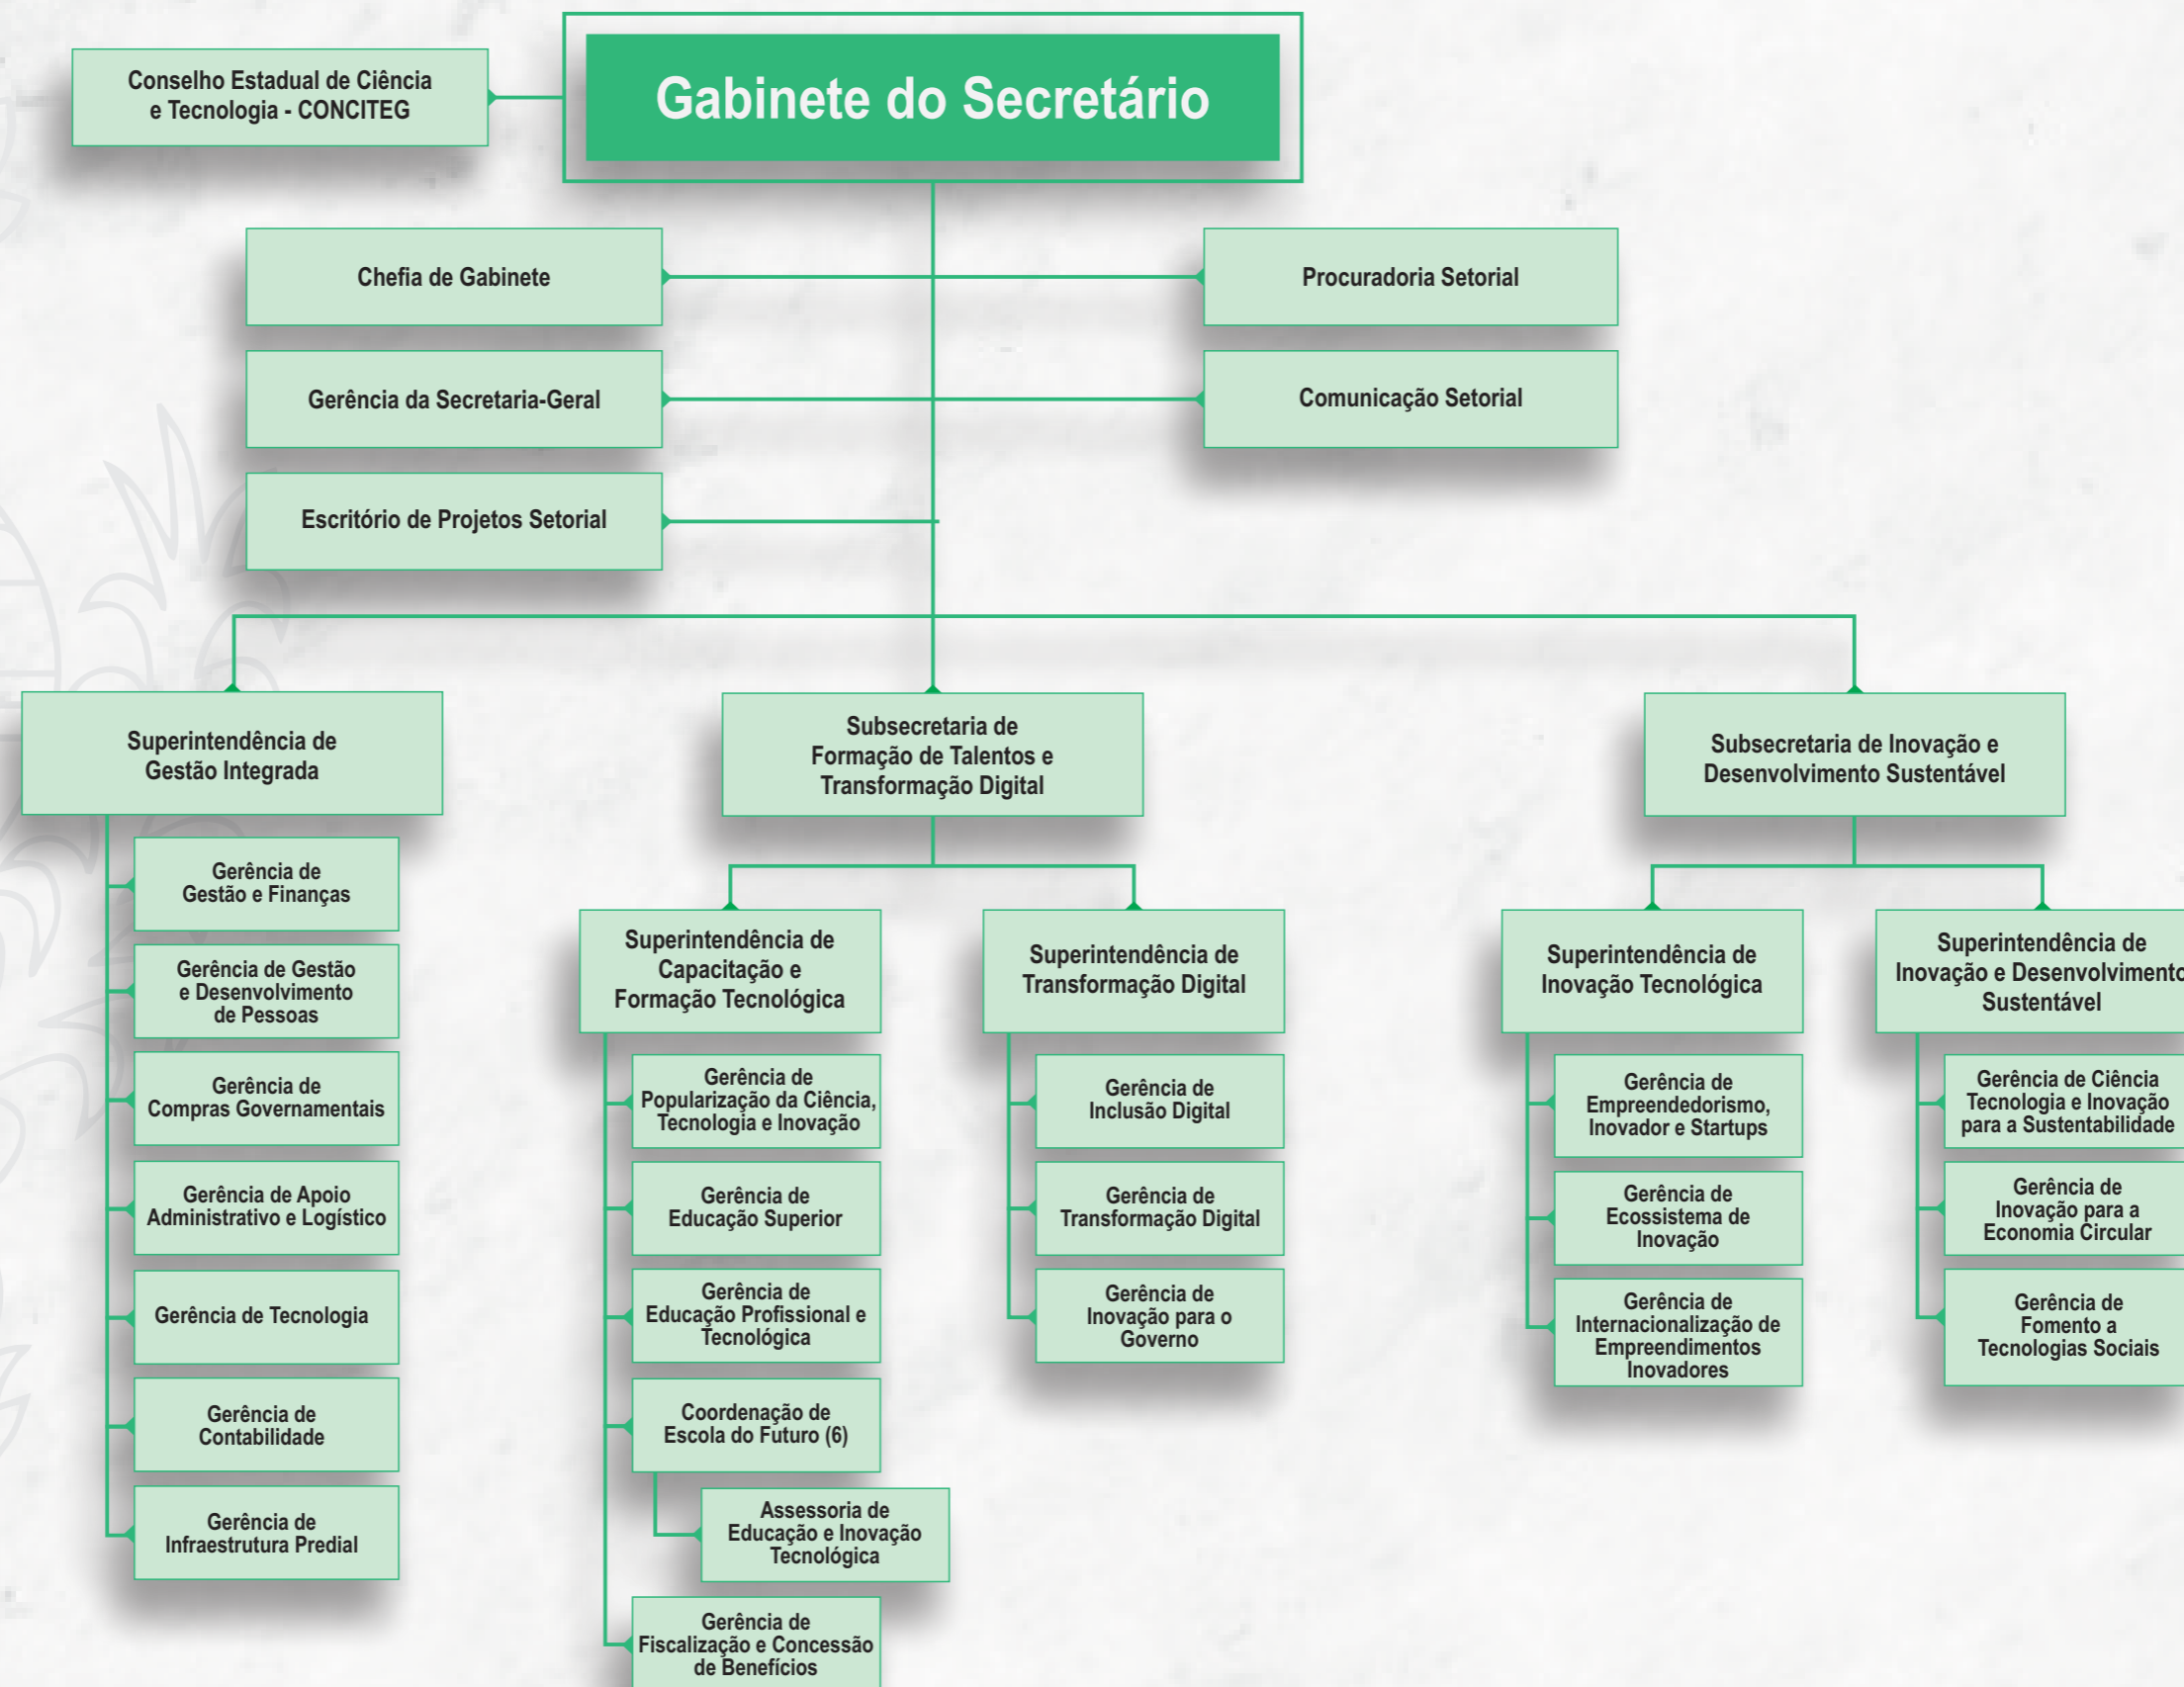 Conselho Estadual de Ciência
e Tecnologia - CONCITEG
Gabinete do Secretário
Chefia de Gabinete
Procuradoria Setorial
Gerência da Secretaria-Geral
Comunicação Setorial
Escritório de Projetos Setorial
Superintendência de
Gestão Integrada
Gerência de
Gestão e Finanças
Gerência de Gestão
e Desenvolvimento
de Pessoas
Gerência de
Compras Governamentais
Gerência de Apoio
Administrativo e Logístico
Gerência de Tecnologia
Gerência de
Contabilidade
Gerência de
Infraestrutura Predial
Subsecretaria de
Formação de Talentos e
Transformação Digital
Superintendência de
Capacitação e
Formação Tecnológica
Gerência de
Popularização da Ciência,
Tecnologia e Inovação
Gerência de
Educação Superior
Gerência de
Educação Profissional e
Tecnológica
Coordenação de
Escola do Futuro (6)
Assessoria de
Educação e Inovação
Tecnológica
Gerência de
Fiscalização e Concessão
de Benefícios
Superintendência de
Transformação Digital
Gerência de
Inclusão Digital
Gerência de
Transformação Digital
Gerência de
Inovação para o
Governo
Subsecretaria de Inovação e
Desenvolvimento Sustentável
Superintendência de
Inovação Tecnológica
Gerência de
Empreendedorismo,
Inovador e Startups
Gerência de
Ecossistema de
Inovação
Gerência de
Internacionalização de
Empreendimentos
Inovadores
Superintendência de
Inovação e Desenvolvimento
Sustentável
Gerência de Ciência
Tecnologia e Inovação
para a Sustentabilidade
Gerência de
Inovação para a
Economia Circular
Gerência de
Fomento a
Tecnologias Sociais